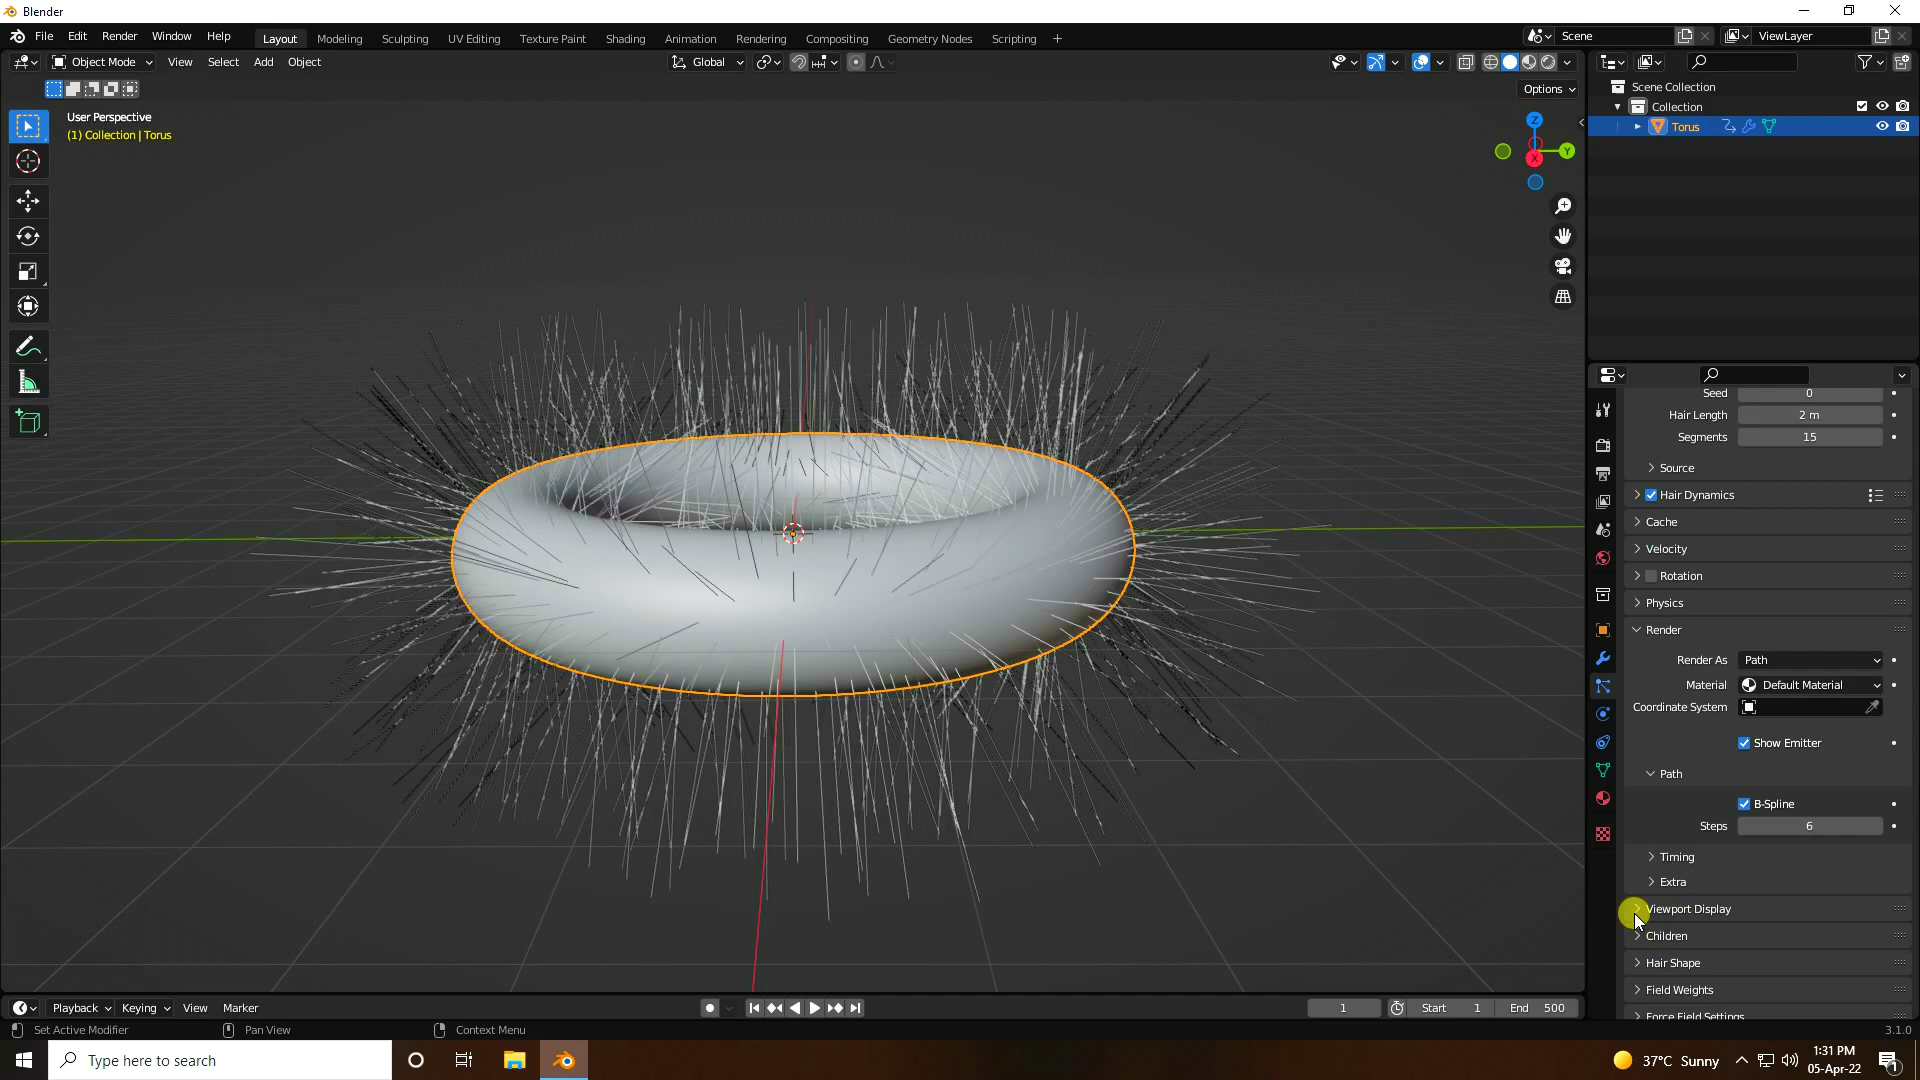 Blender
File Edit Render Window Help Layout Modeling Sculpting UV Editing Texture Paint Shading Animation Rendering Compositing Geometry Nodes Scripting + Scene ViewLayer
Object Mode View Select Add Object Global
Options
User Perspective
(1) Collection | Torus
Z
Y
X
Scene Collection
Collection
Torus
Seed 0
Hair Length 2 m
Segments 15
Source
Hair Dynamics
Cache
Velocity
Rotation
Physics
Render
Render As Path
Material Default Material
Coordinate System
Show Emitter
Path
B-Spline
Steps 6
Timing
Extra
Viewport Display
Children
Hair Shape
Field Weights
Force Field Settings
Playback Keying View Marker 1 Start 1 End 500
Set Active Modifier Pan View Context Menu 3.1.0
Type here to search 37°C Sunny 1:31 PM
05-Apr-22 1